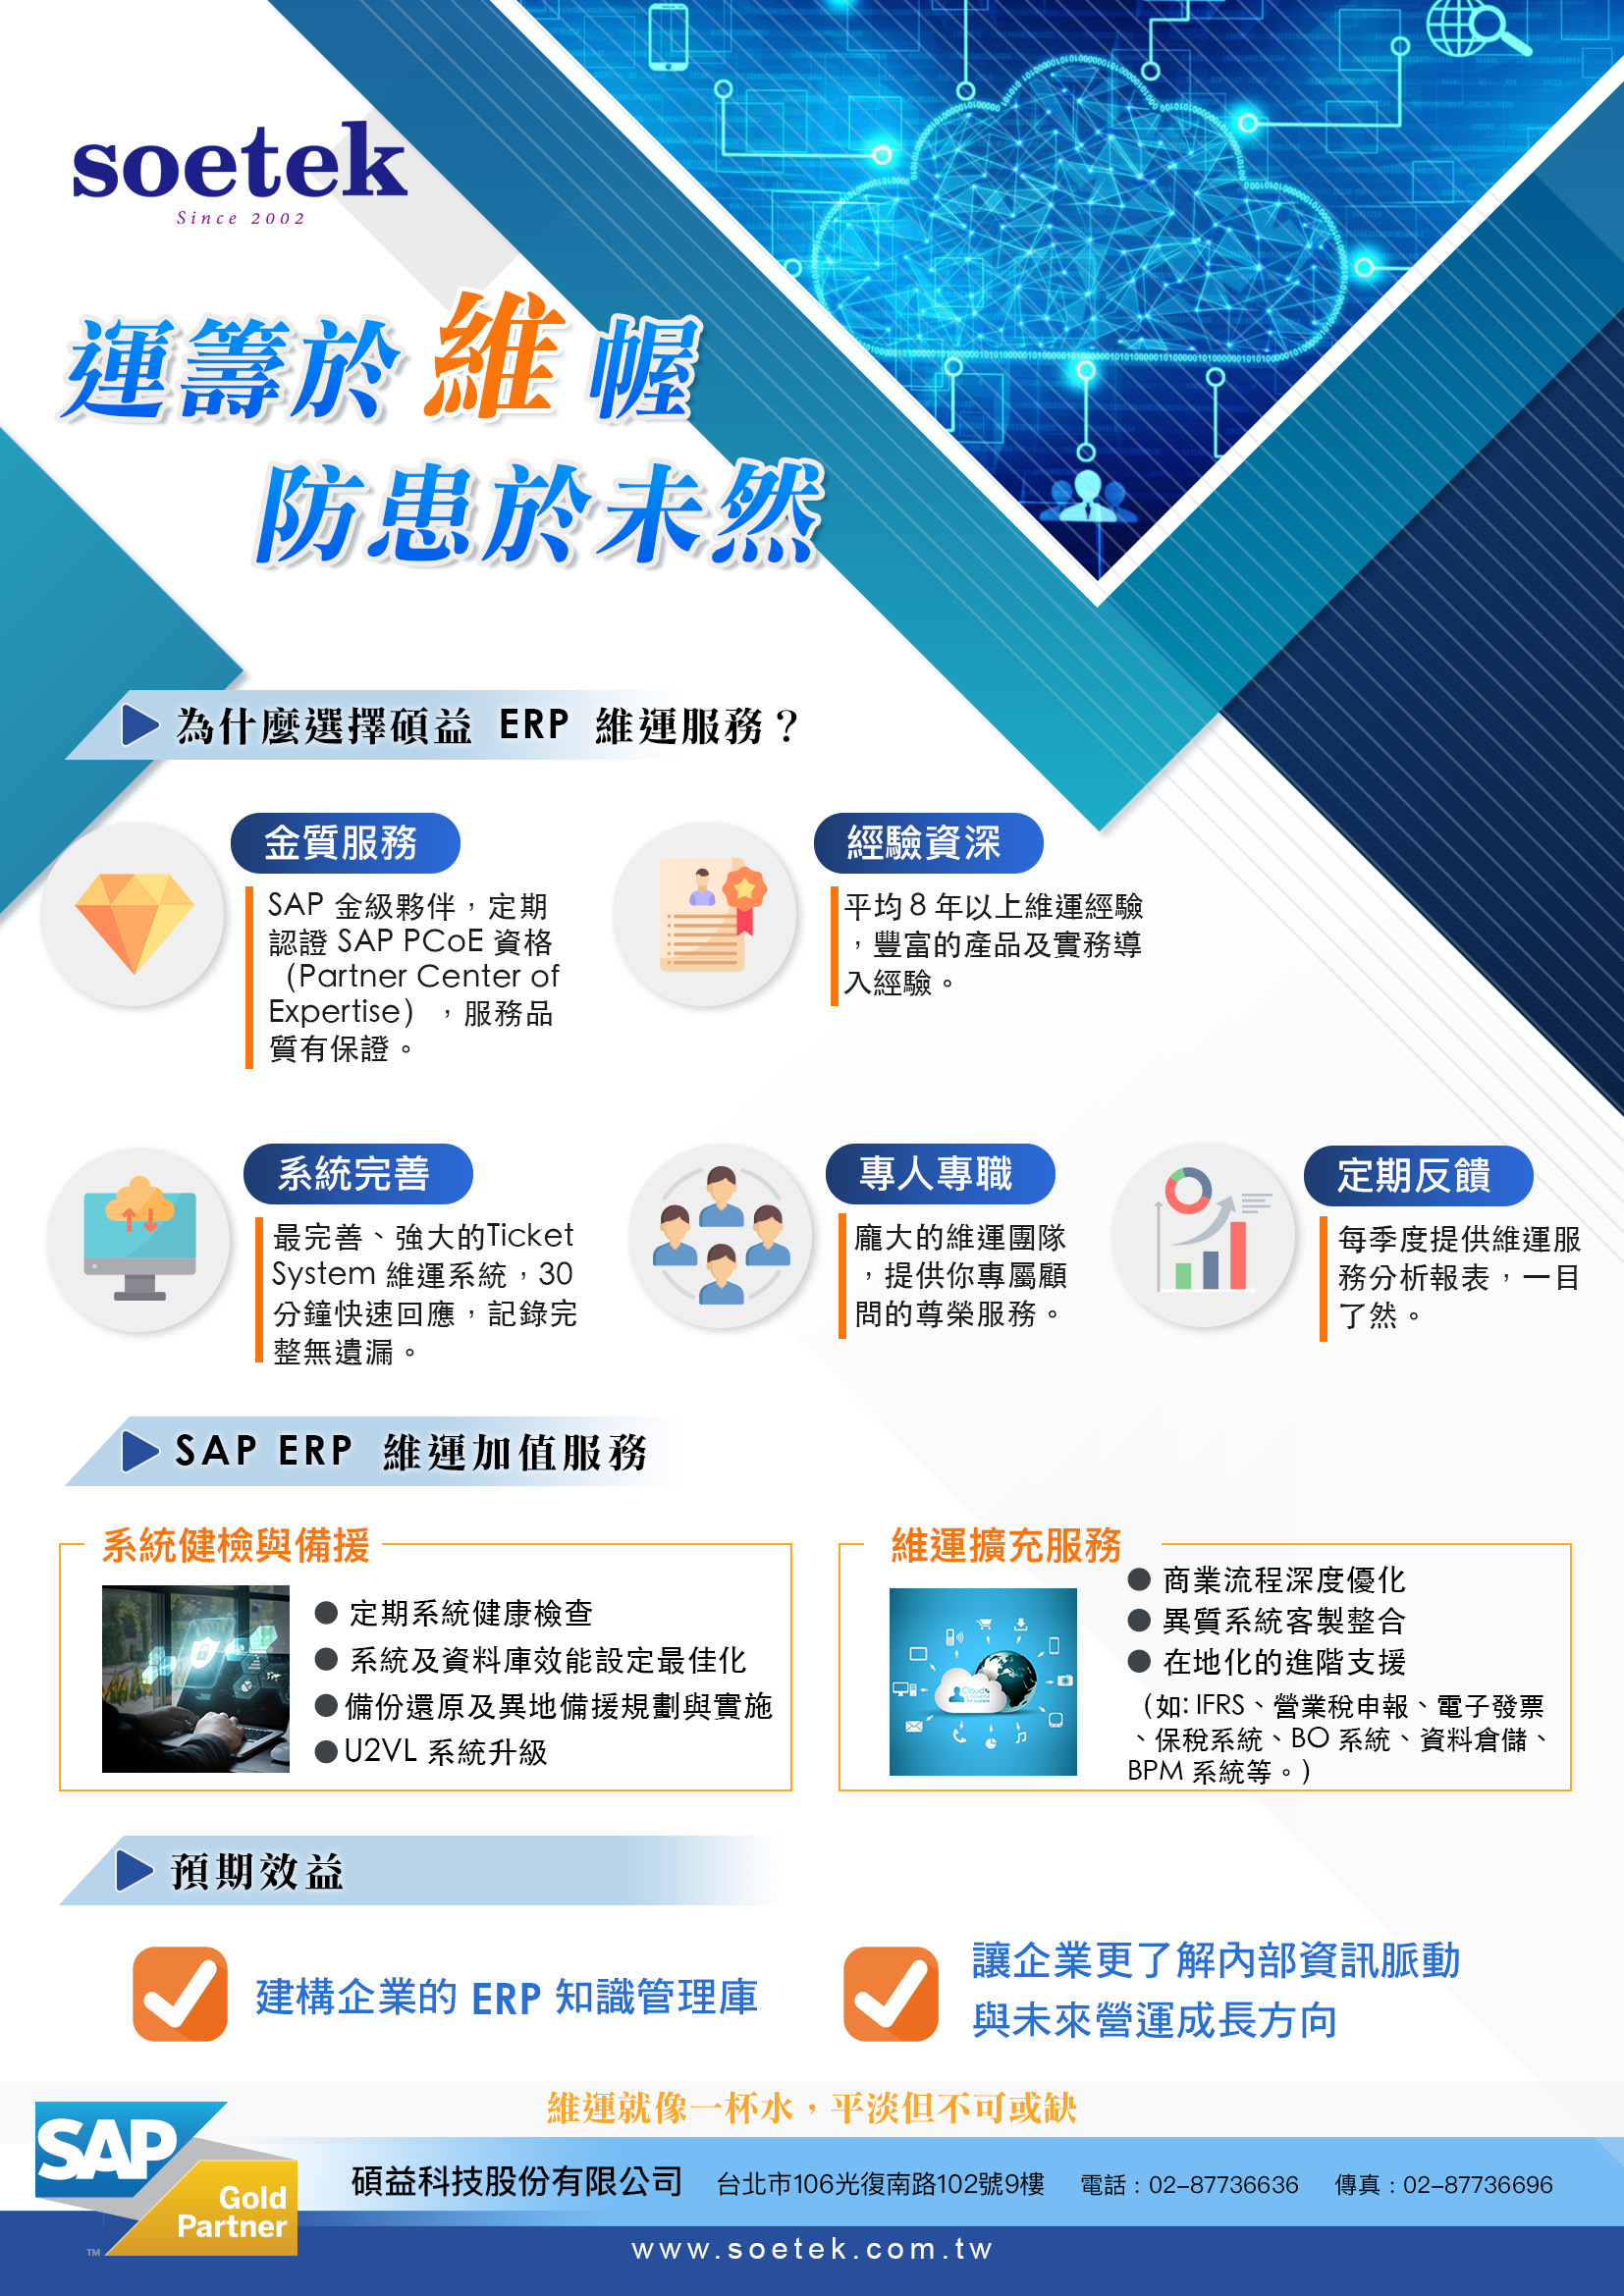 soetek
Since 2002
運籌於維幄
防患於未然
為什麼選擇碩益 ERP 維運服務？
金質服務
SAP 金級夥伴，定期
認證 SAP PCoE 資格
（Partner Center of
Expertise），服務品
質有保證。
經驗資深
平均 8 年以上維運經驗
，豐富的產品及實務導
入經驗。
系統完善
最完善、強大的Ticket
System 維運系統，30
分鐘快速回應，記錄完
整無遺漏。
專人專職
龐大的維運團隊
，提供你專屬顧
問的尊榮服務。
定期反饋
每季度提供維運服
務分析報表，一目
了然。
SAP ERP 維運加值服務
系統健檢與備援
● 定期系統健康檢查
● 系統及資料庫效能設定最佳化
● 備份還原及異地備援規劃與實施
● U2VL 系統升級
維運擴充服務
Cloud
● 商業流程深度優化
● 異質系統客製整合
● 在地化的進階支援
（如: IFRS、營業稅申報、電子發票
、保稅系統、BO 系統、資料倉儲、
BPM 系統等。）
預期效益
建構企業的 ERP 知識管理庫
讓企業更了解內部資訊脈動
與未來營運成長方向
維運就像一杯水，平淡但不可或缺
SAP
Gold
Partner
TM
碩益科技股份有限公司 台北市106光復南路102號9樓 電話：02-87736636 傳真：02-87736696
www.soetek.com.tw